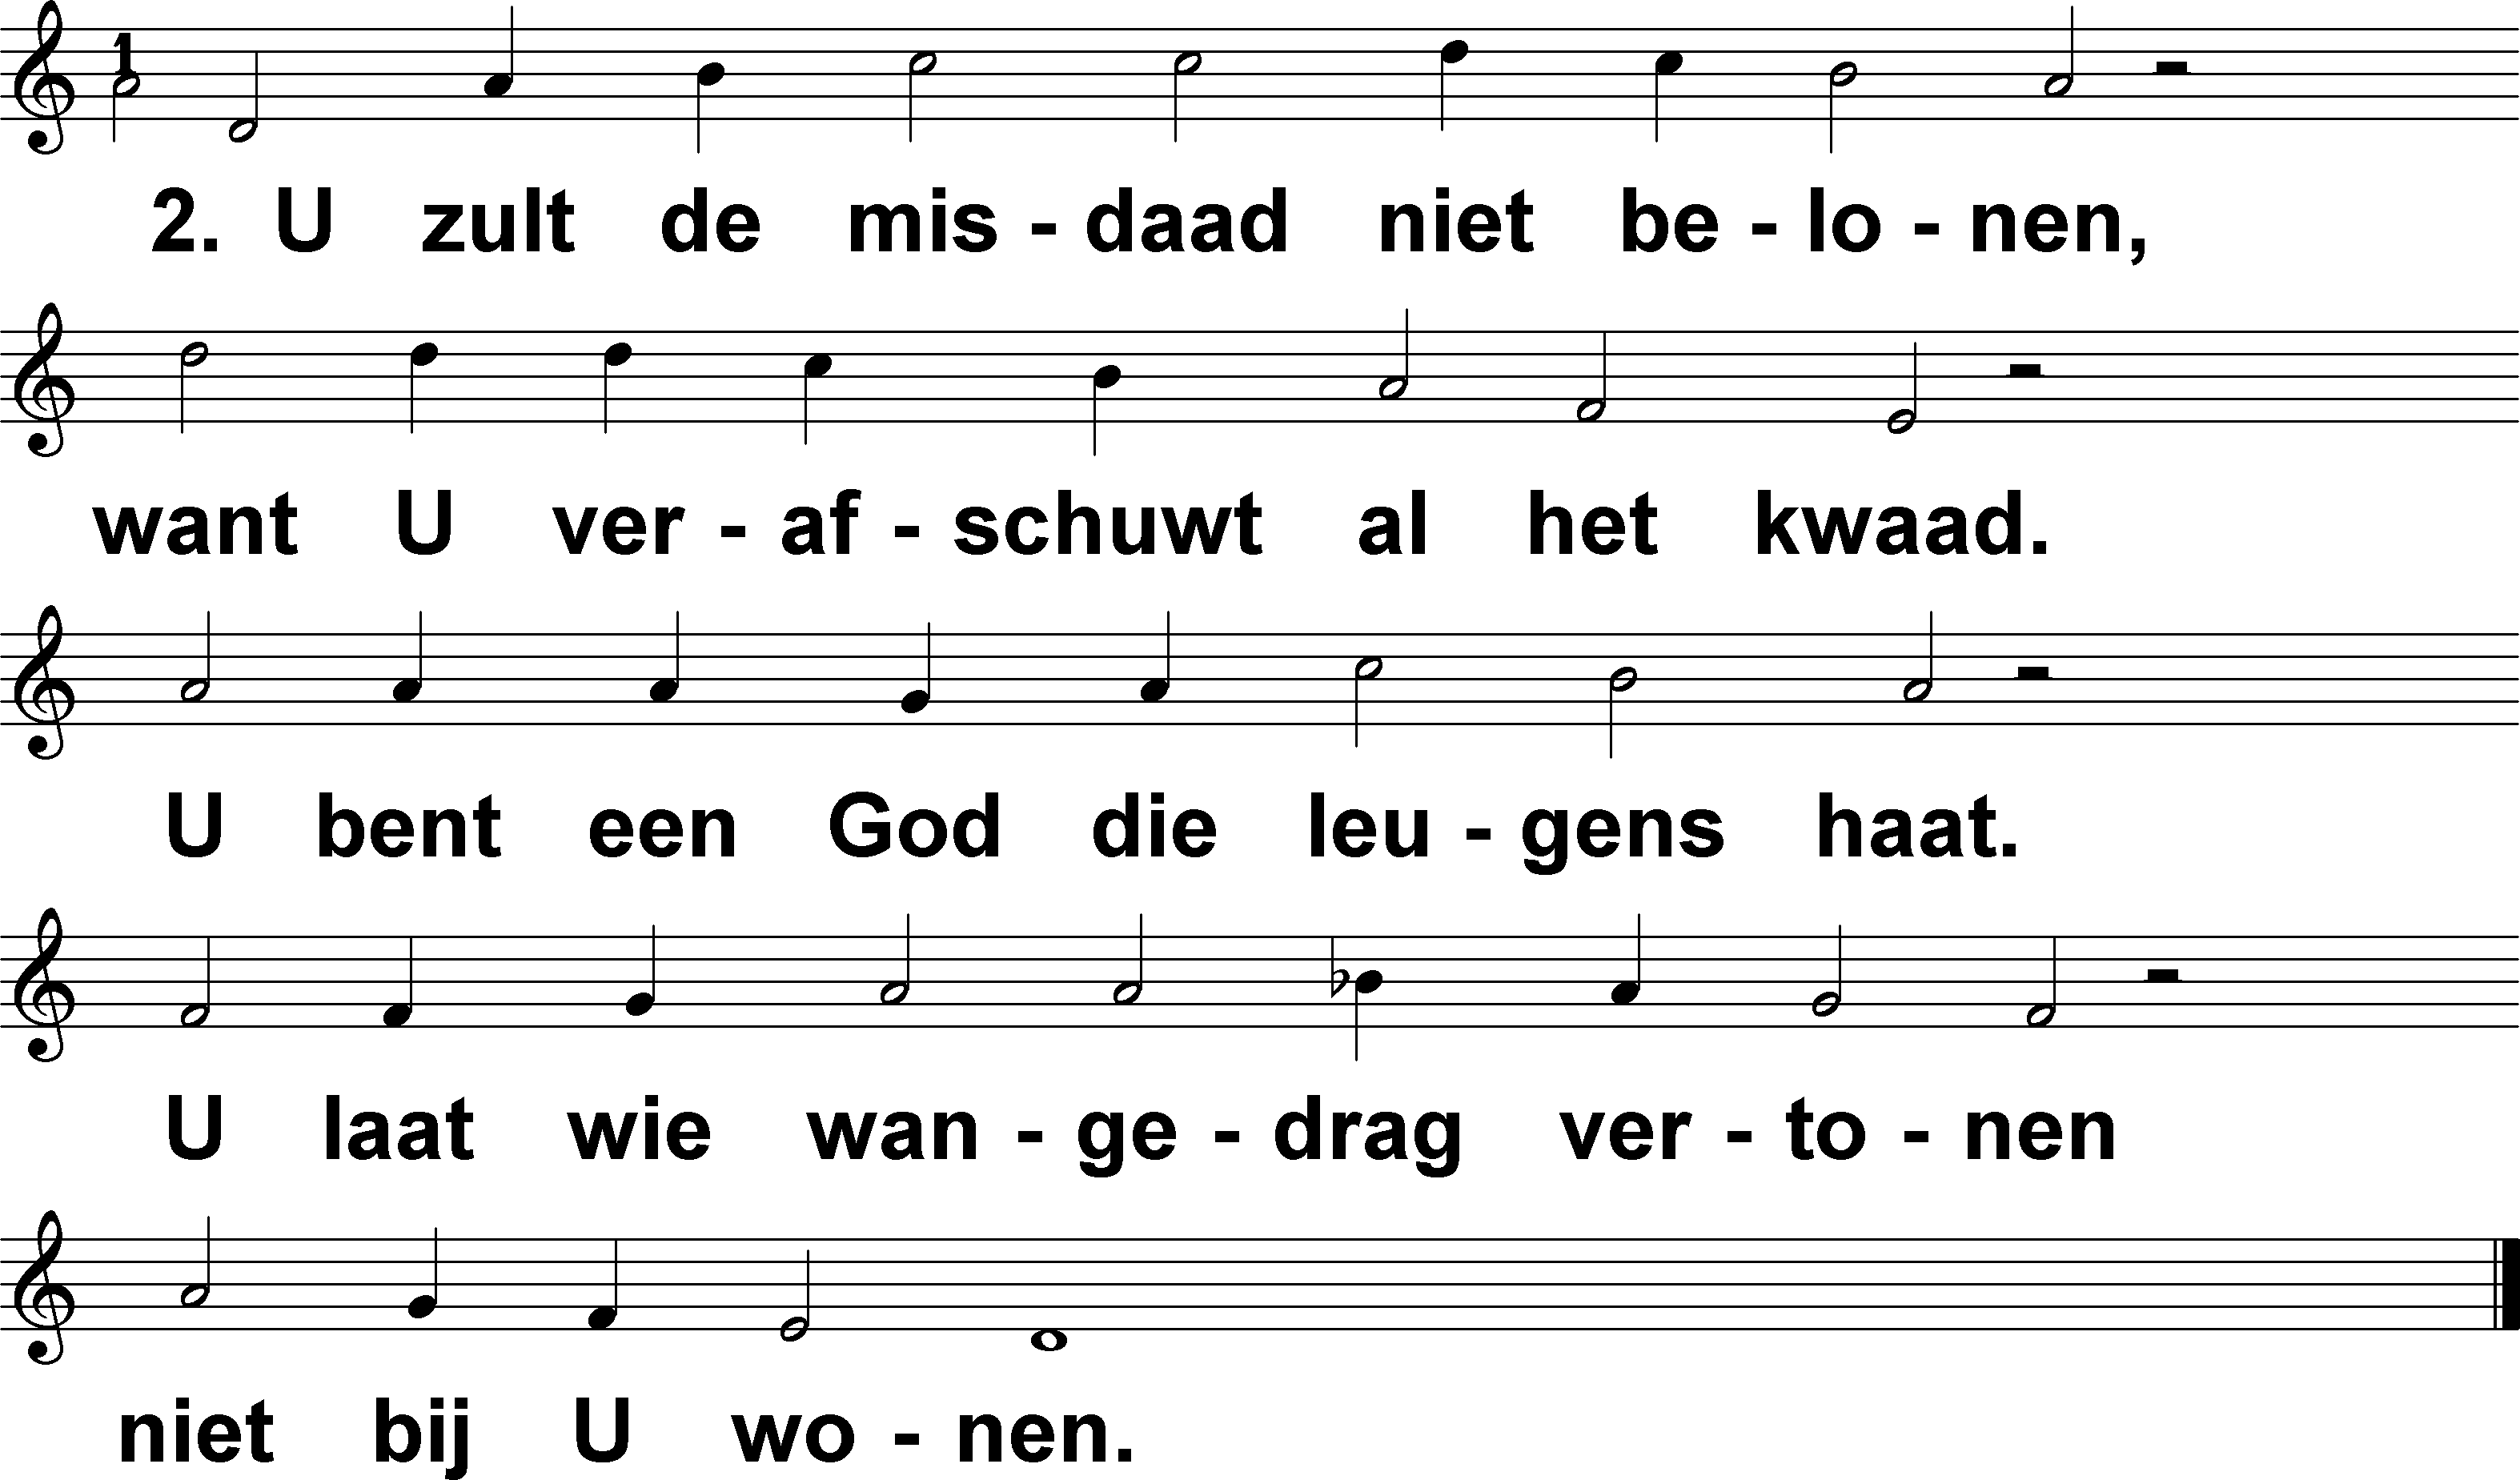 1
2. U zult de mis - daad niet be - lo - nen,
want U ver - af - schuwt al het kwaad.
U bent een God die leu - gens haat.
U laat wie wan - ge - drag ver - to - nen
niet bij U wo - nen.